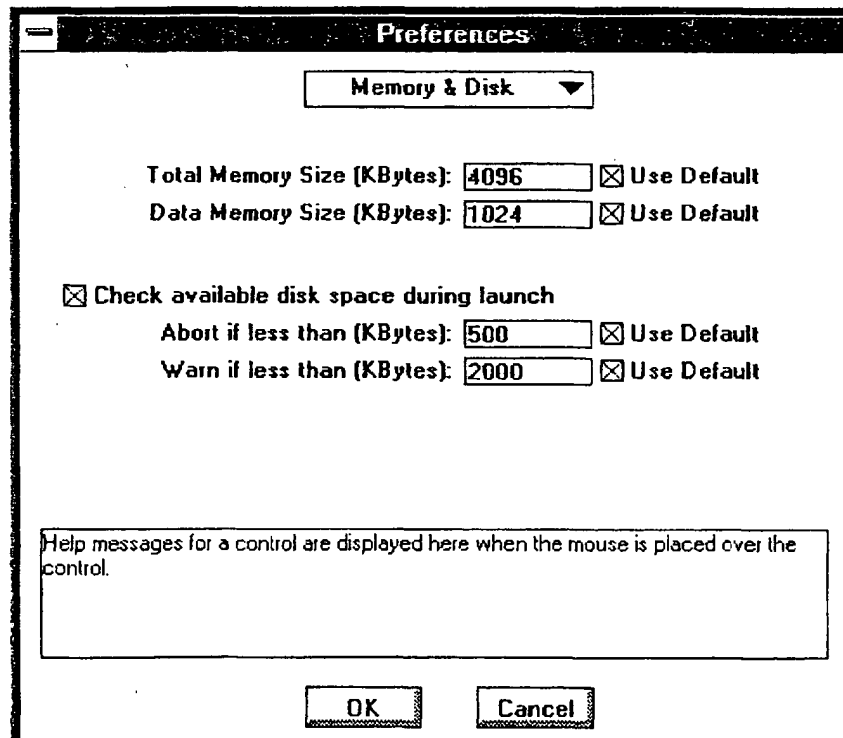 Preferences
Memory & Disk
Total Memory Size (KBytes): 4096 Use Default
Data Memory Size (KBytes): 1024 Use Default
Check available disk space during launch
Abort if less than (KBytes): 500 Use Default
Warn if less than (KBytes): 2000 Use Default
Help messages for a control are displayed here when the mouse is placed over the
control.
OK Cancel